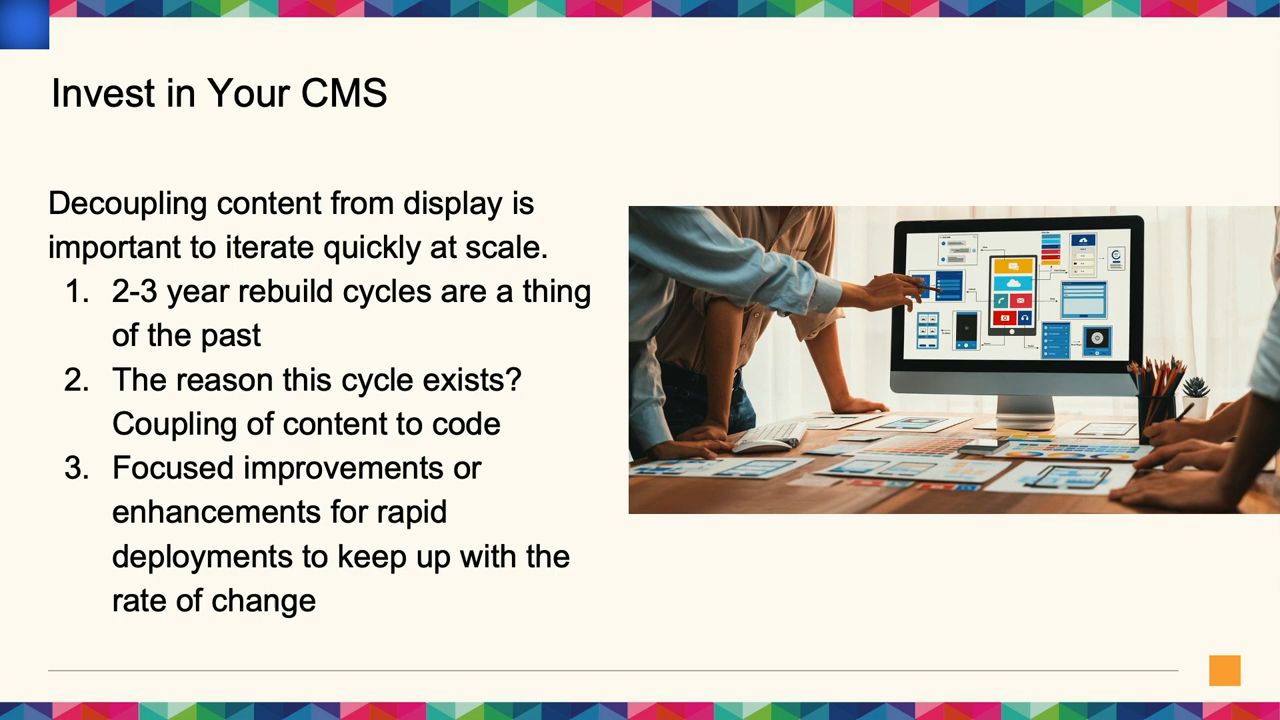 Invest in Your CMS
Decoupling content from display is
important to iterate quickly at scale.
1. 2-3 year rebuild cycles are a thing
of the past
2. The reason this cycle exists?
Coupling of content to code
3. Focused improvements or
enhancements for rapid
deployments to keep up with the
rate of change